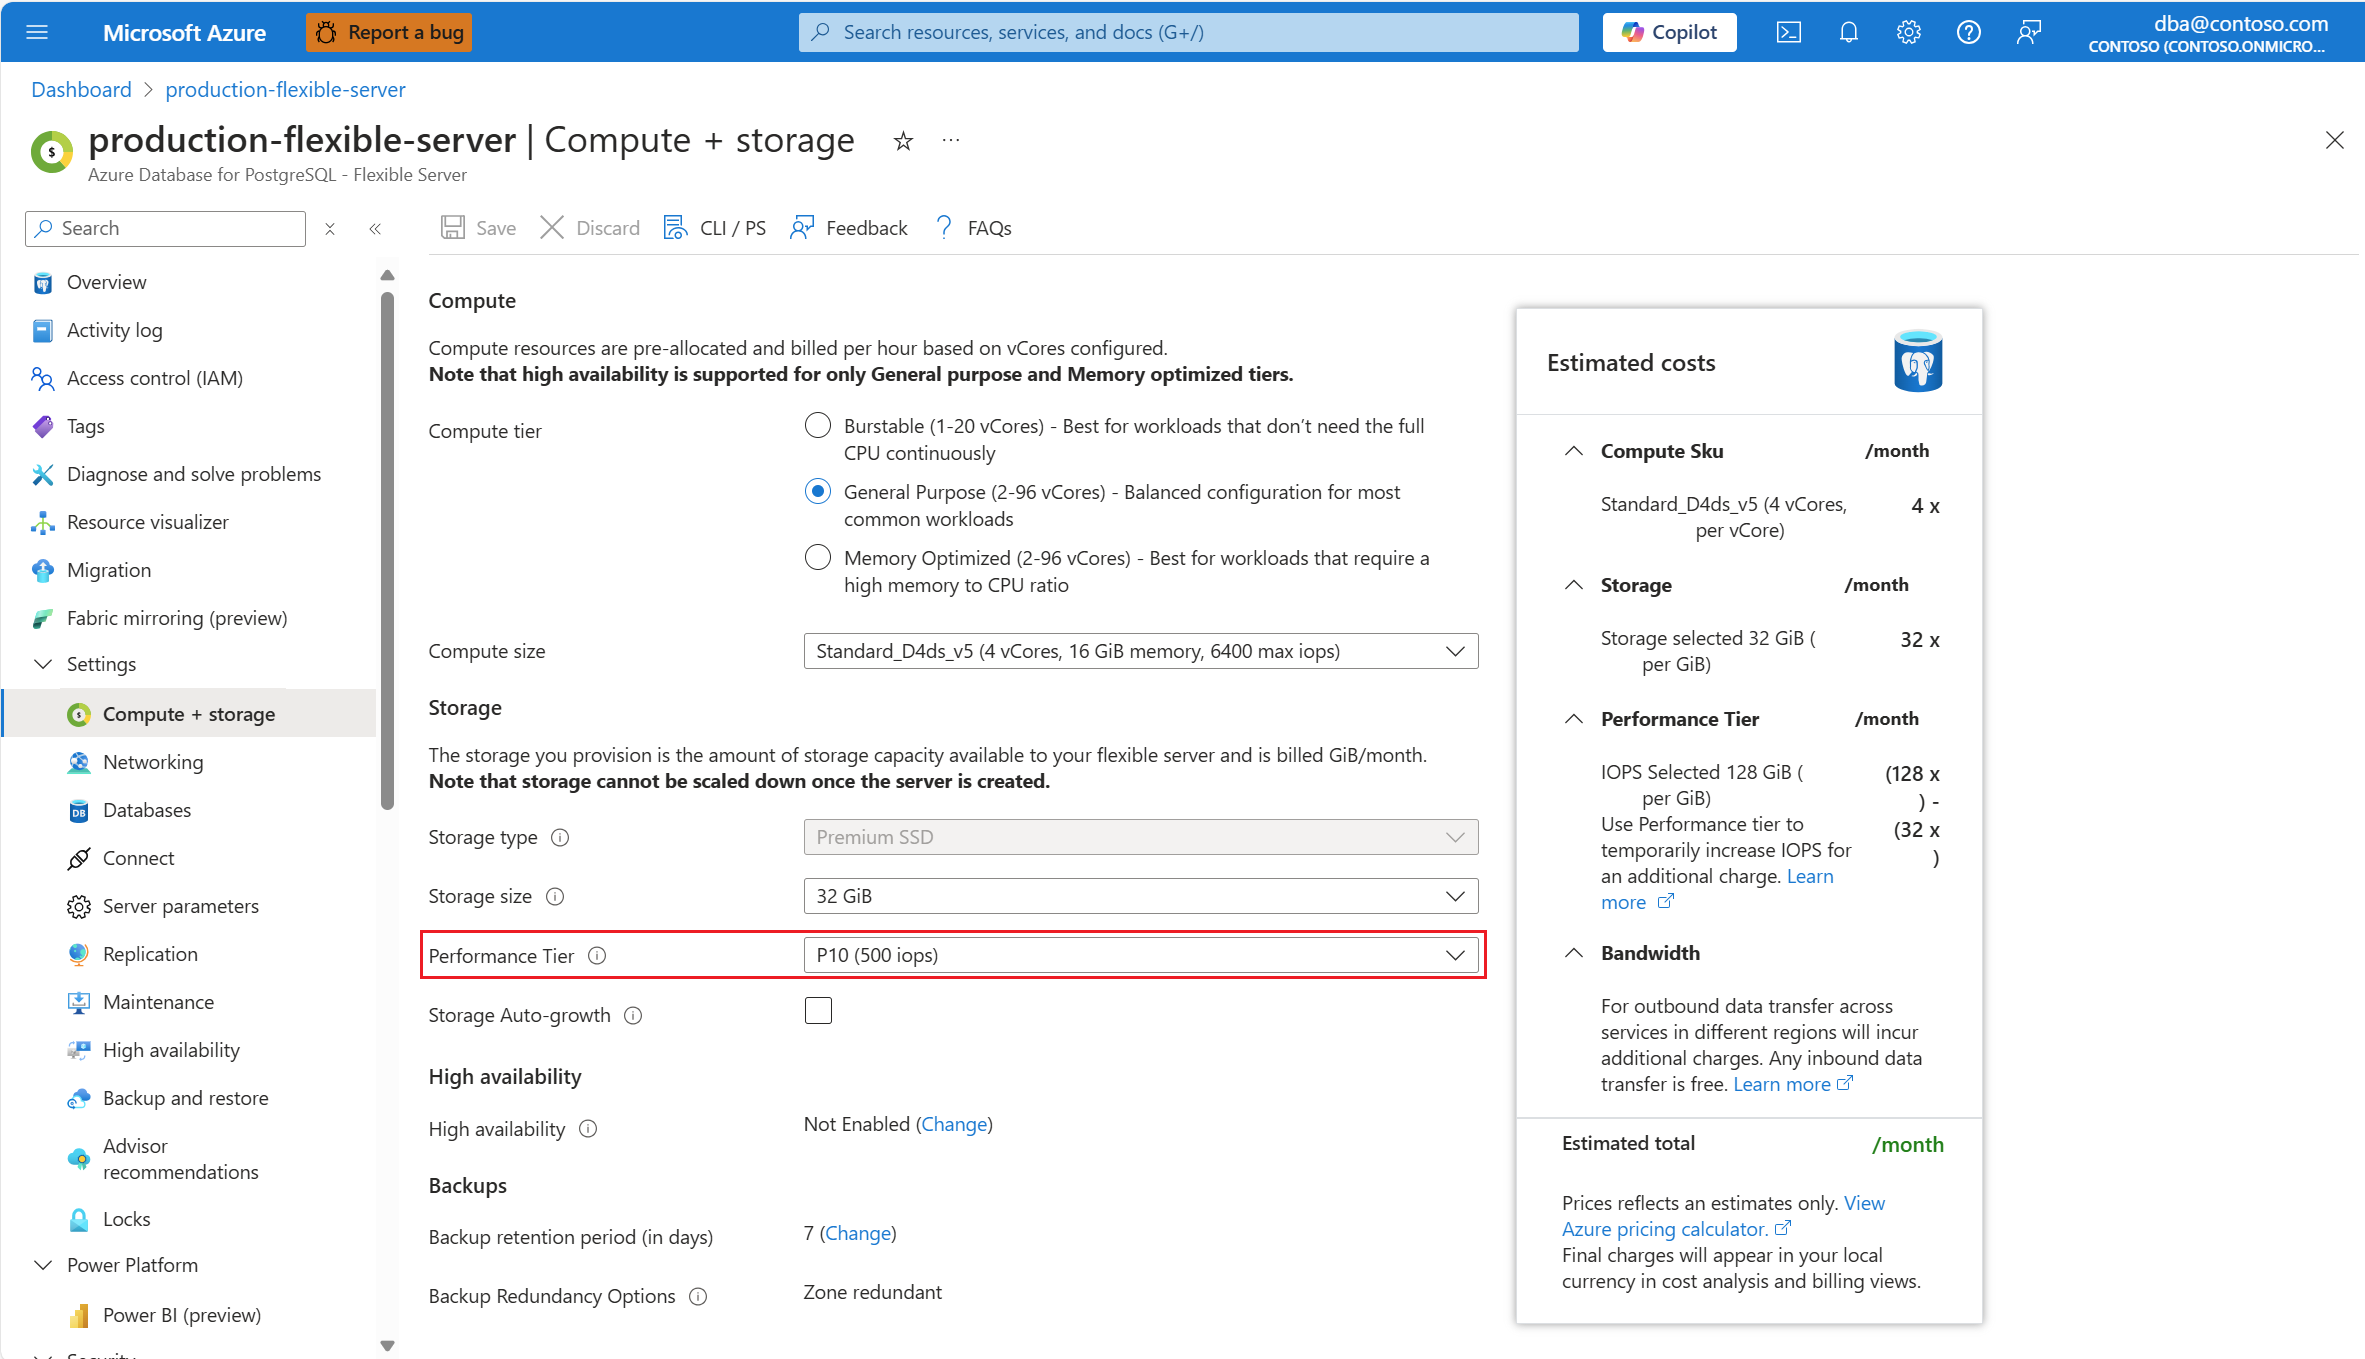 Microsoft Azure
Report a bug
Search resources, services, and docs (G+/)
Copilot
dba@contoso.com
CONTOSO (CONTOSO.ONMICRO...
Dashboard > production-flexible-server
production-flexible-server | Compute + storage
Azure Database for PostgreSQL - Flexible Server
Search
Save
Discard
CLI / PS
Feedback
FAQs
Overview
Activity log
Access control (IAM)
Tags
Diagnose and solve problems
Resource visualizer
Migration
Fabric mirroring (preview)
Settings
Compute + storage
Networking
Databases
Connect
Server parameters
Replication
Maintenance
High availability
Backup and restore
Advisor
recommendations
Locks
Power Platform
Power BI (preview)
Security
Compute
Compute resources are pre-allocated and billed per hour based on vCores configured.
Note that high availability is supported for only General purpose and Memory optimized tiers.
Compute tier
Burstable (1-20 vCores) - Best for workloads that don’t need the full
CPU continuously
General Purpose (2-96 vCores) - Balanced configuration for most
common workloads
Memory Optimized (2-96 vCores) - Best for workloads that require a
high memory to CPU ratio
Compute size
Standard_D4ds_v5 (4 vCores, 16 GiB memory, 6400 max iops)
Storage
The storage you provision is the amount of storage capacity available to your flexible server and is billed GiB/month.
Note that storage cannot be scaled down once the server is created.
Storage type
Premium SSD
Storage size
32 GiB
Performance Tier
P10 (500 iops)
Storage Auto-growth
High availability
High availability
Not Enabled (Change)
Backups
Backup retention period (in days)
7 (Change)
Backup Redundancy Options
Zone redundant
Estimated costs
Compute Sku /month
Standard_D4ds_v5 (4 vCores, 4 x
per vCore)
Storage /month
Storage selected 32 GiB ( 32 x
per GiB)
Performance Tier /month
IOPS Selected 128 GiB ( (128 x
per GiB) ) -
Use Performance tier to (32 x
temporarily increase IOPS for )
an additional charge. Learn
more
Bandwidth
For outbound data transfer across
services in different regions will incur
additional charges. Any inbound data
transfer is free. Learn more
Estimated total /month
Prices reflects an estimates only. View
Azure pricing calculator.
Final charges will appear in your local
currency in cost analysis and billing views.